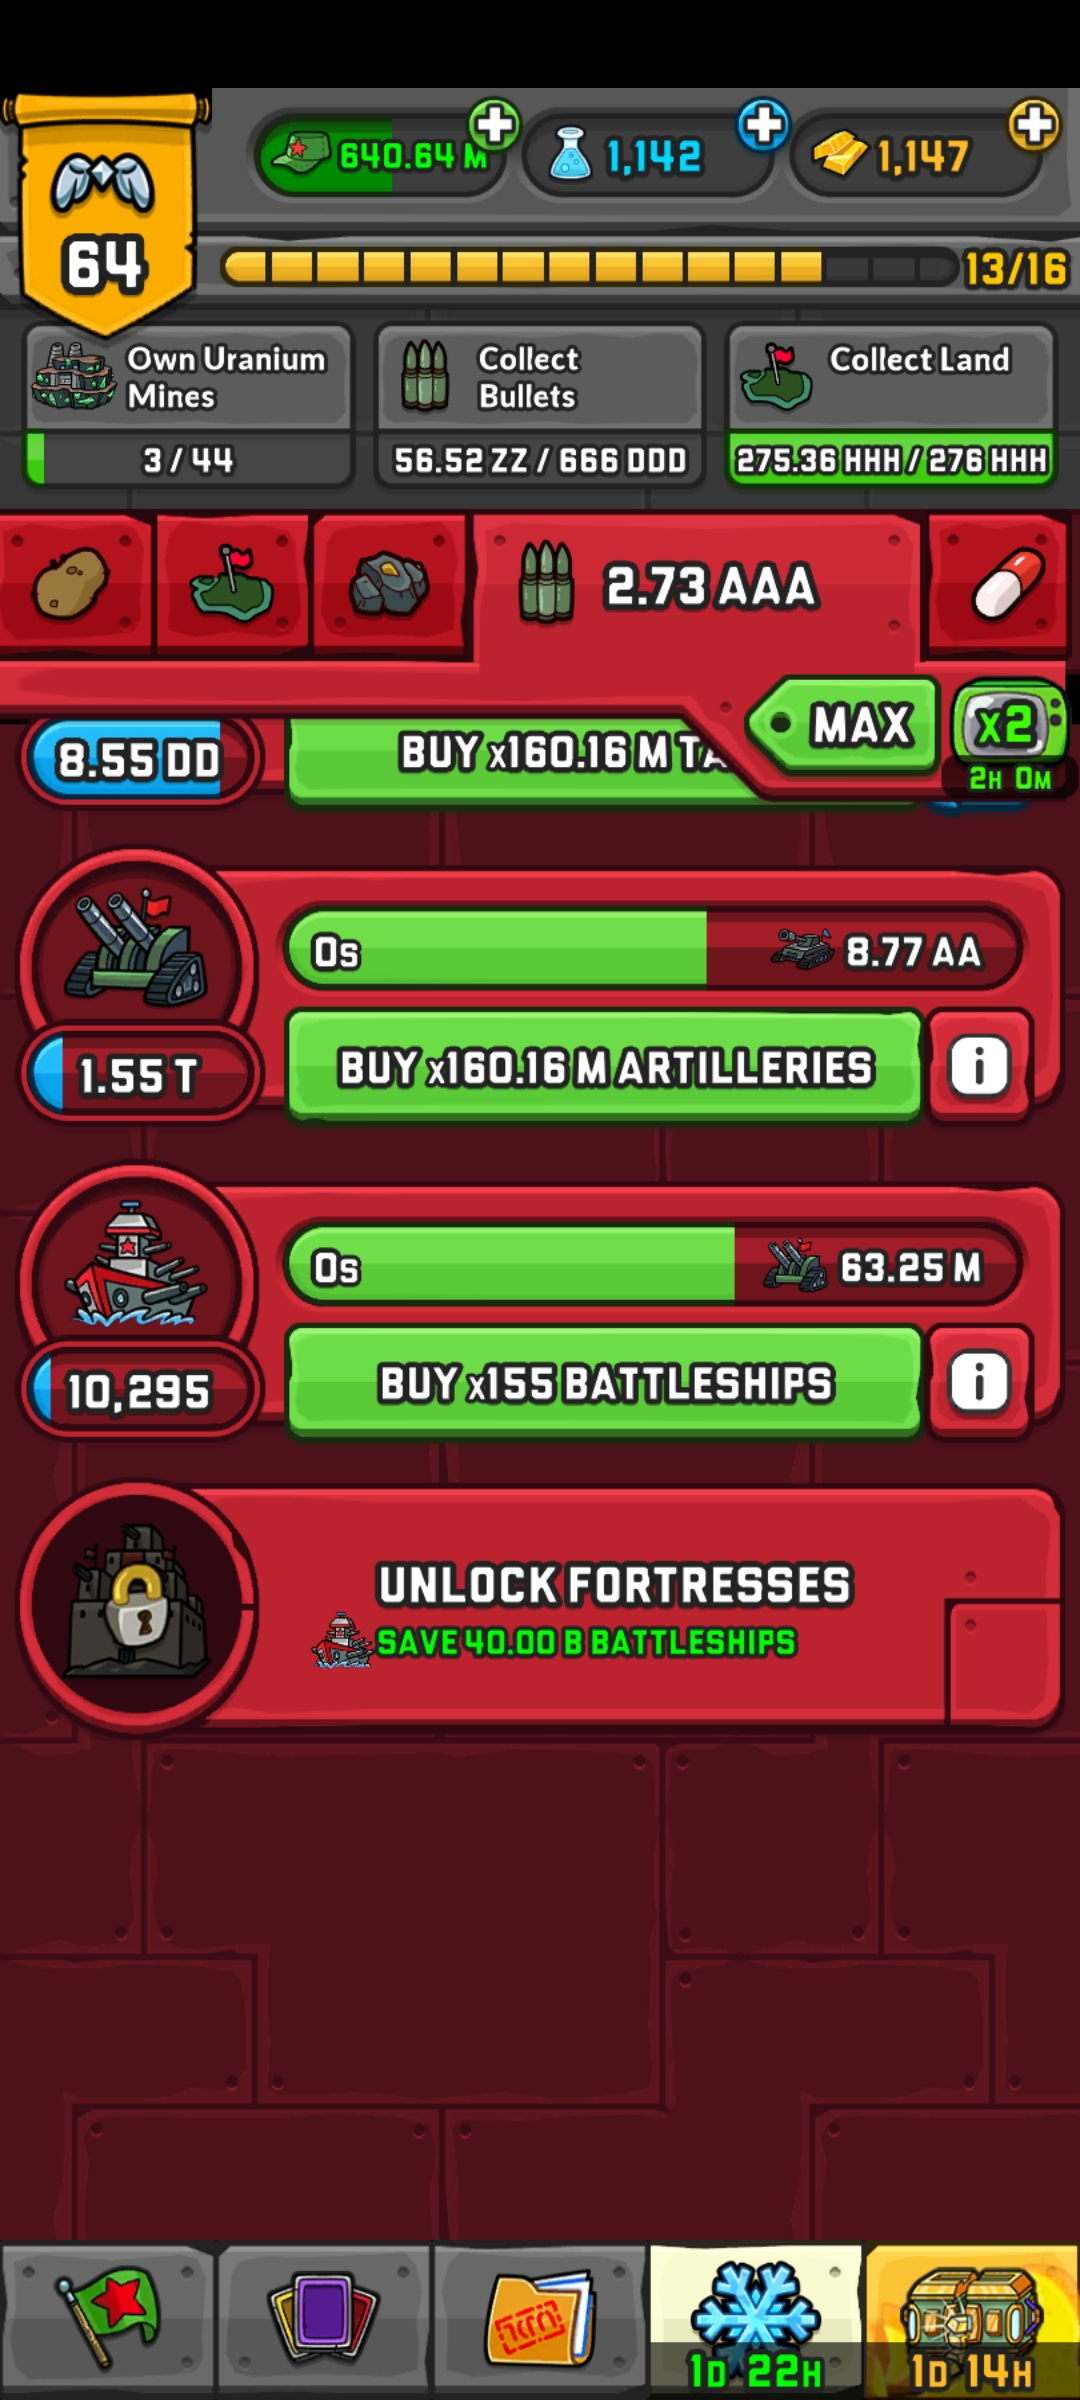 640.64 M
1,142
1,147
64
13/16
Own Uranium
Mines
3 / 44
Collect
Bullets
56.52 ZZ / 666 DDD
Collect Land
275.36 HHH / 276 HHH
2.73 AAA
MAX
x2
2H 0M
8.55 DD
BUY x160.16 M TA
0s
8.77 AA
1.55 T
BUY x160.16 M ARTILLERIES
i
0s
63.25 M
10,295
BUY x155 BATTLESHIPS
i
UNLOCK FORTRESSES
SAVE 40.00 B BATTLESHIPS
1D 22H
1D 14H